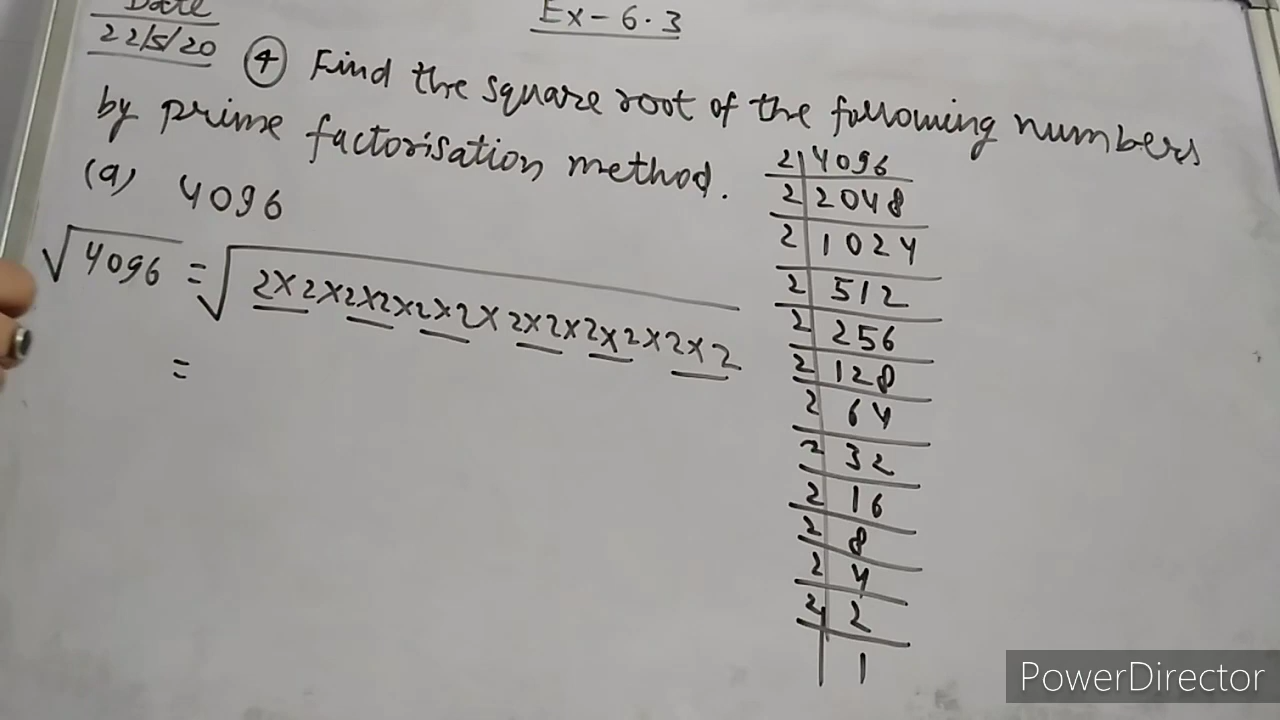 Date
Ex-6.3
22/5/20
④ Find the square root of the following numbers
by prime factorisation method.
(a) 4096
√4096 = √2×2×2×2×2×2×2×2×2×2×2×2
=
2|4096
2|2048
2|1024
2|512
2|256
2|128
2|64
2|32
2|16
2|8
2|4
2|2
|1
PowerDirector